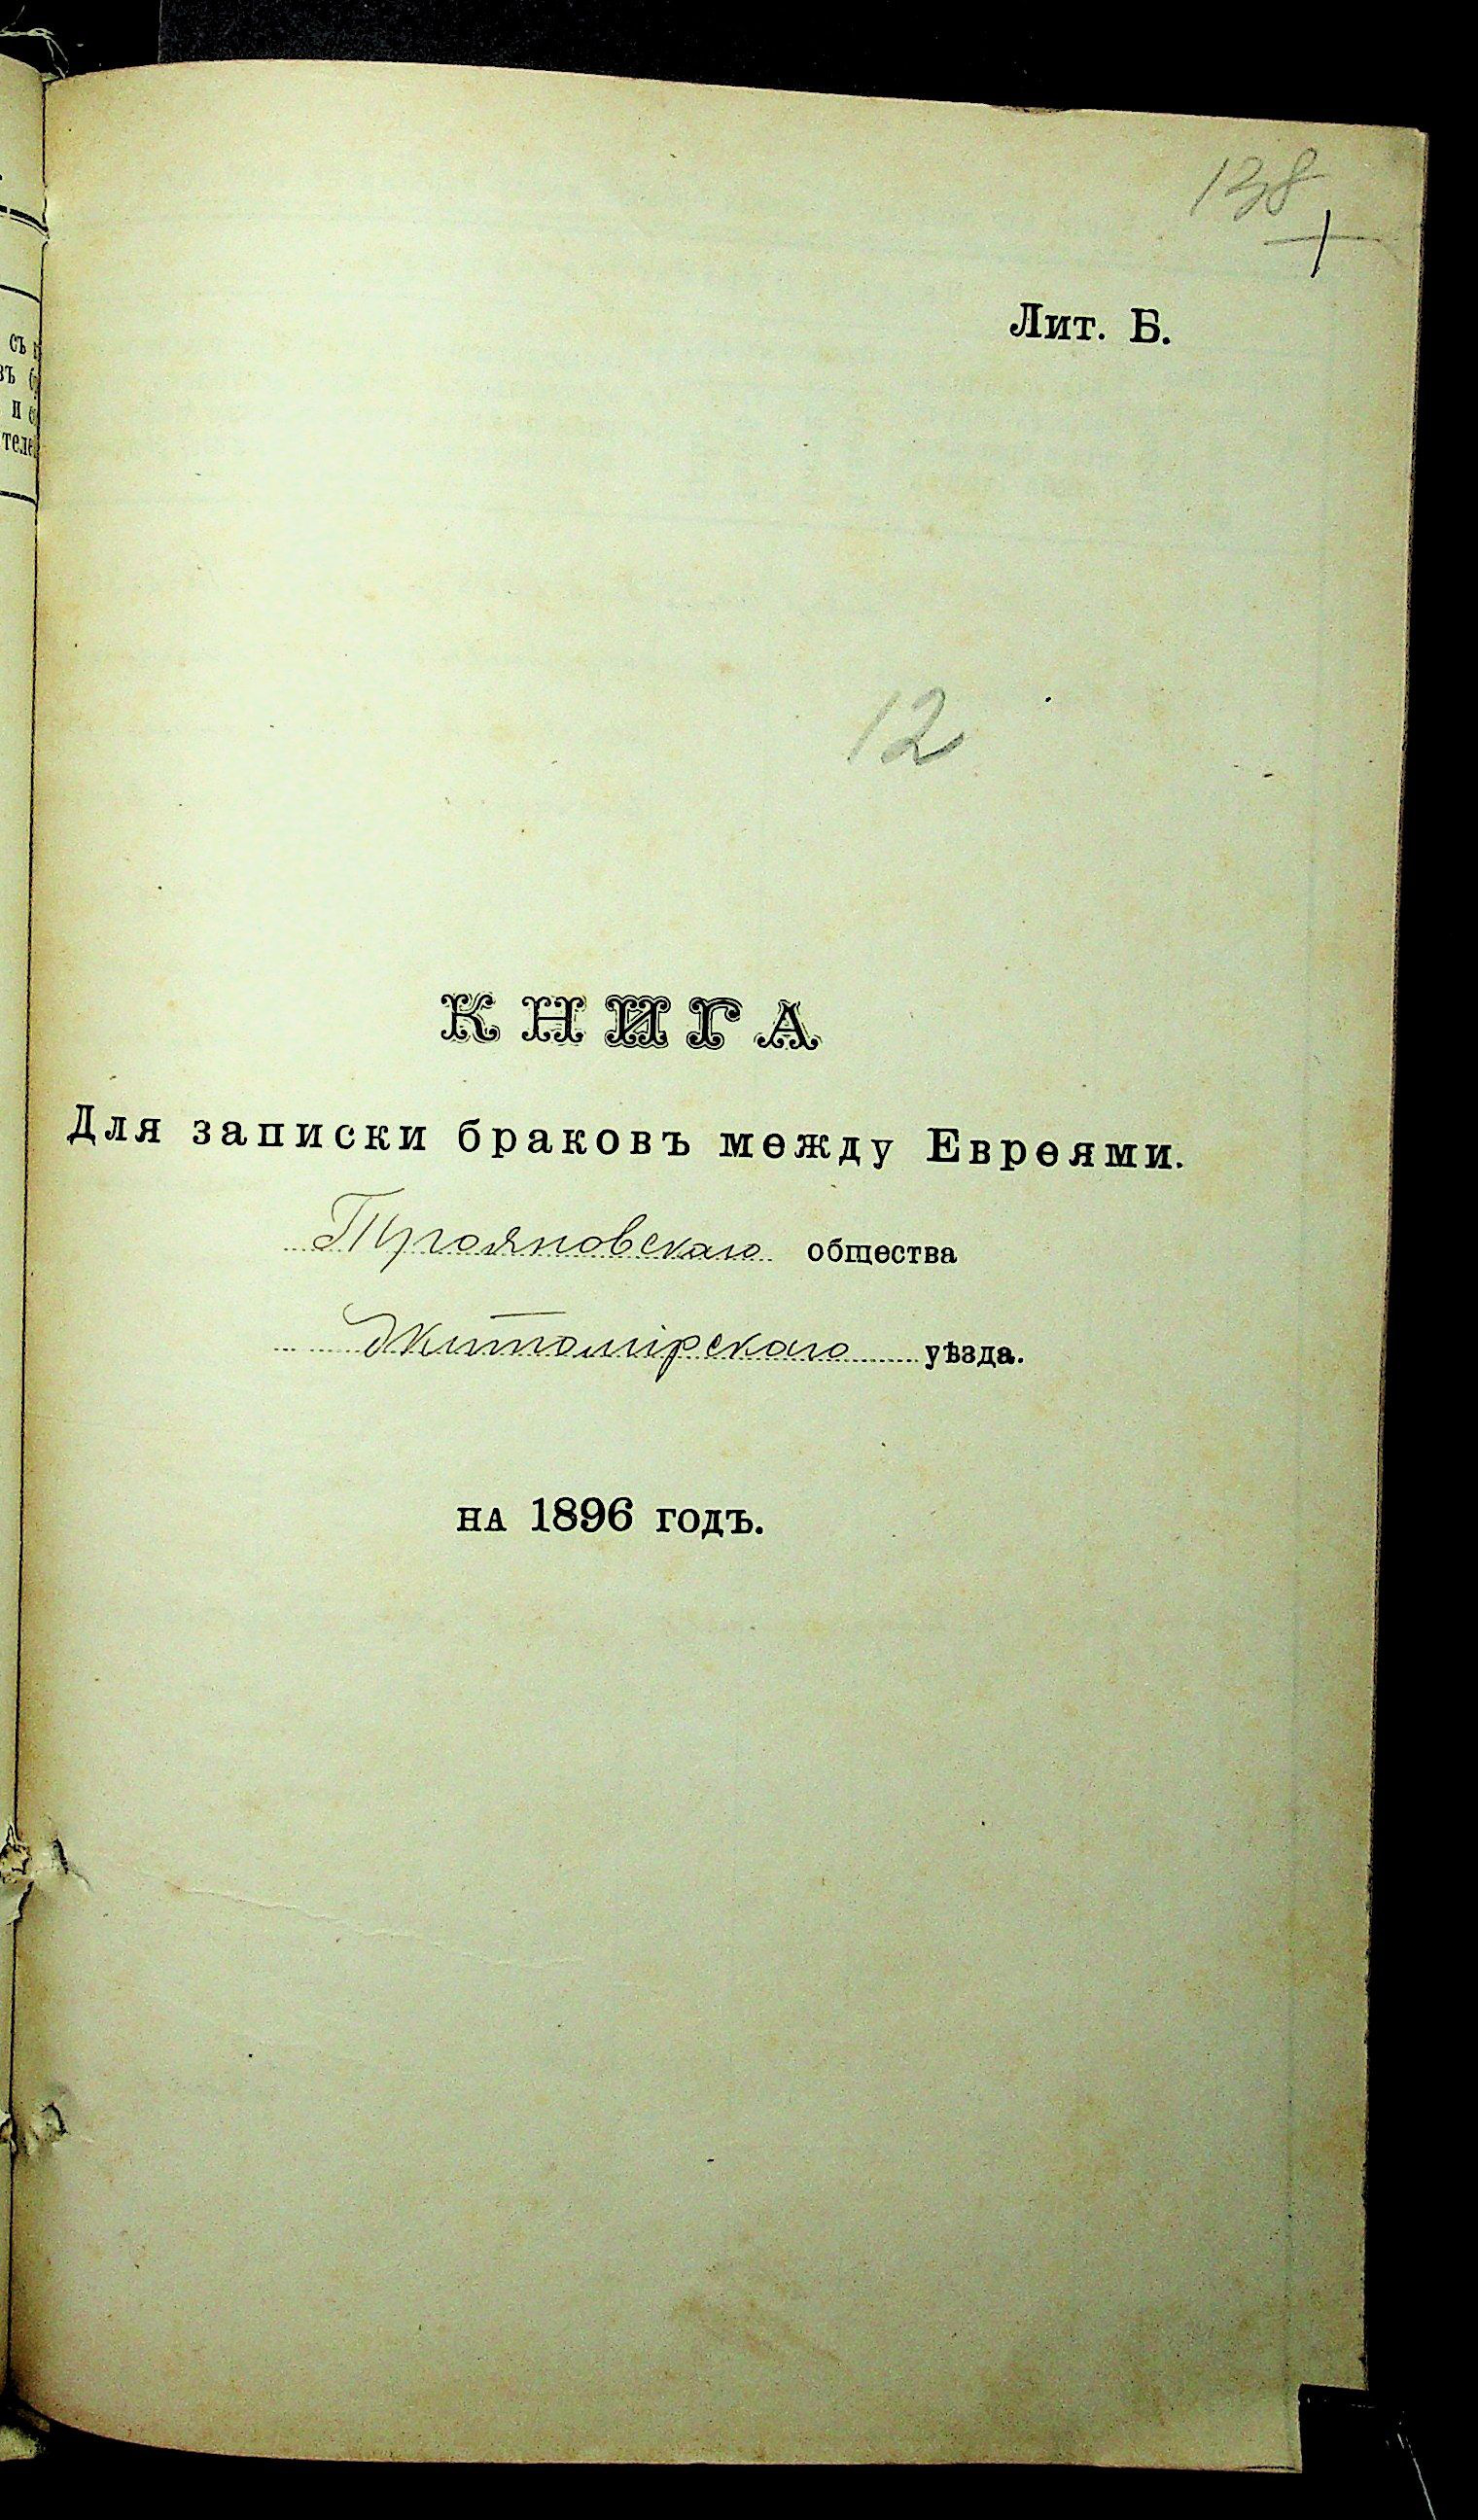 138
Лит. Б.
12
КНИГА
Для записки браковъ между Евреями.
Трояновскаго общества
Житомірскаго уѣзда.
на 1896 годъ.